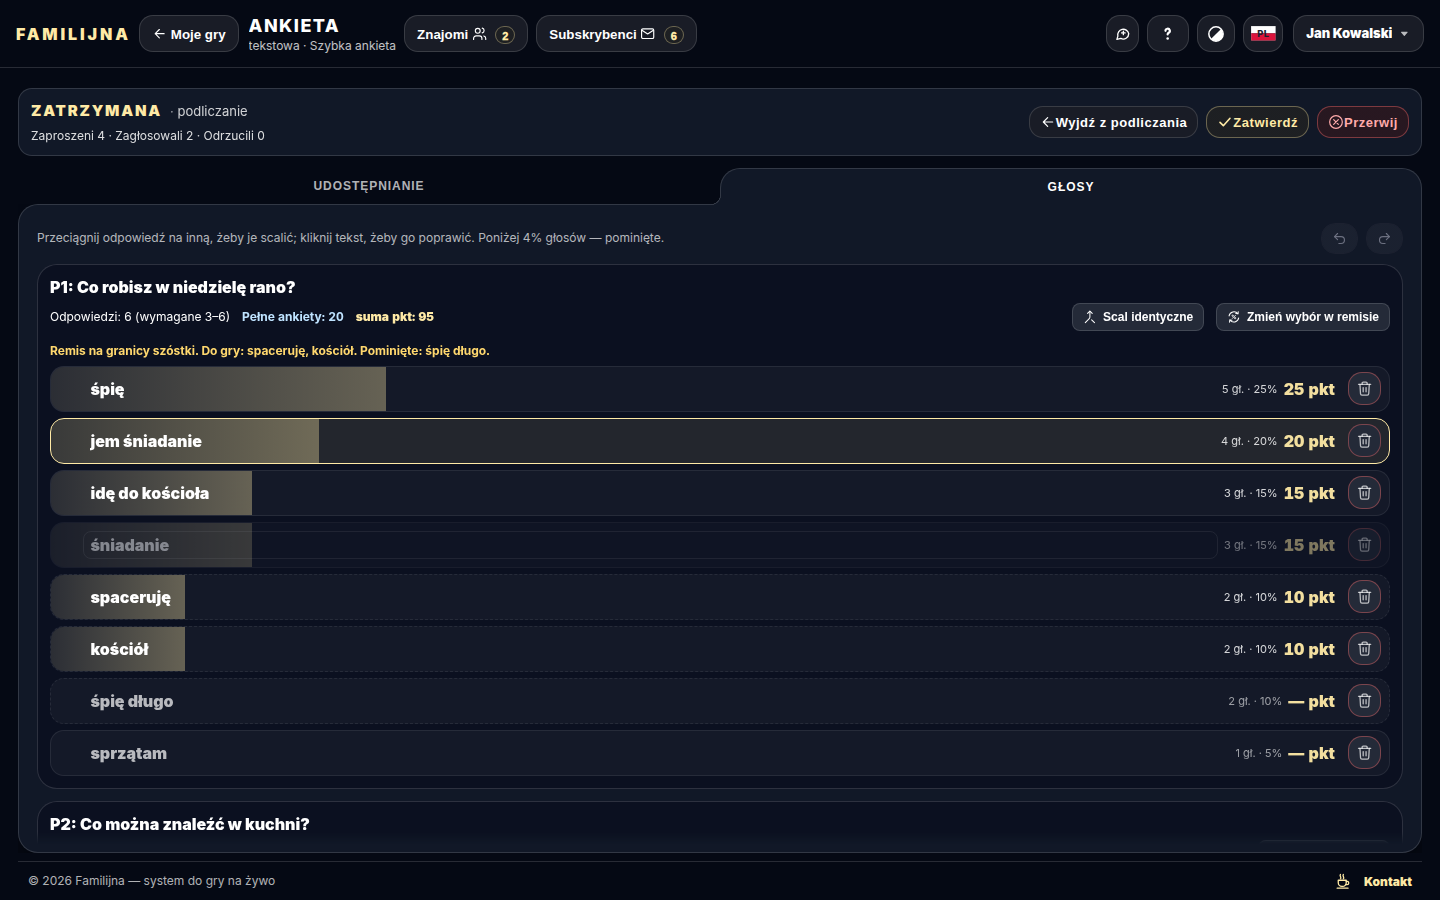 FAMILIJNA
← Moje gry
ANKIETA
tekstowa · Szybka ankieta
Znajomi 2
Subskrybenci 6
?
PL
Jan Kowalski
ZATRZYMANA · podliczanie
Zaproszeni 4 · Zagłosowali 2 · Odrzucili 0
←Wyjdź z podliczania
Zatwierdź
Przerwij
UDOSTĘPNIANIE
GŁOSY
Przeciągnij odpowiedź na inną, żeby je scalić; kliknij tekst, żeby go poprawić. Poniżej 4% głosów — pominięte.
P1: Co robisz w niedzielę rano?
Odpowiedzi: 6 (wymagane 3–6) Pełne ankiety: 20 suma pkt: 95
Scal identyczne
Zmień wybór w remisie
Remis na granicy szóstki. Do gry: spaceruję, kościół. Pominięte: śpię długo.
śpię 5 gł. · 25% 25 pkt
jem śniadanie 4 gł. · 20% 20 pkt
idę do kościoła 3 gł. · 15% 15 pkt
śniadanie 3 gł. · 15% 15 pkt
spaceruję 2 gł. · 10% 10 pkt
kościół 2 gł. · 10% 10 pkt
śpię długo 2 gł. · 10% — pkt
sprzątam 1 gł. · 5% — pkt
P2: Co można znaleźć w kuchni?
© 2026 Familijna — system do gry na żywo
Kontakt